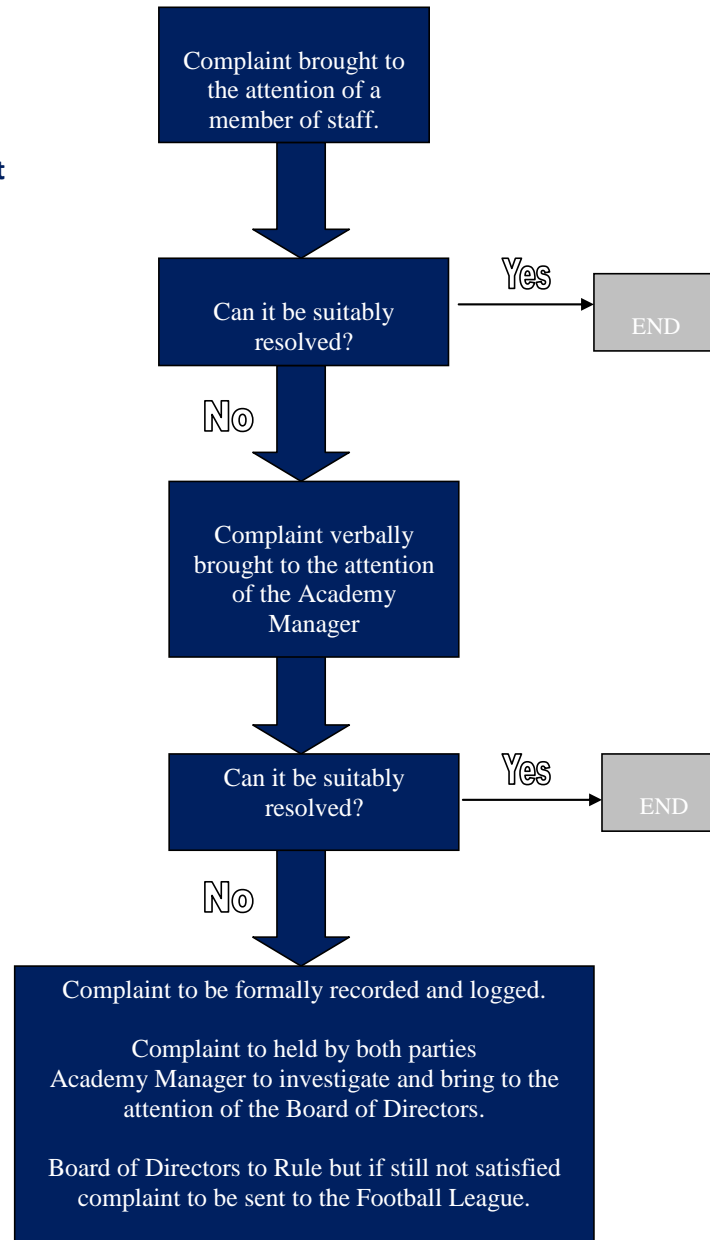 Complaint brought to
the attention of a
member of staff.
t
Can it be suitably
resolved?
Yes
END
No
Complaint verbally
brought to the attention
of the Academy
Manager
Can it be suitably
resolved?
Yes
END
No
Complaint to be formally recorded and logged.
Complaint to held by both parties
Academy Manager to investigate and bring to the
attention of the Board of Directors.
Board of Directors to Rule but if still not satisfied
complaint to be sent to the Football League.